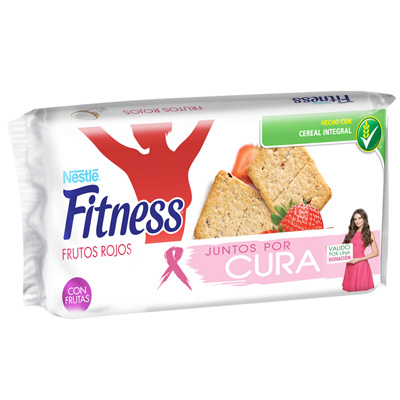 FRUTOS ROJOS
Fitness
HECHO CON
CEREAL INTEGRAL
Nestlé
Fitness
FRUTOS ROJOS
CON
FRUTAS
JUNTOS POR
CURA
VALIDO
POR UNA
DONACIÓN